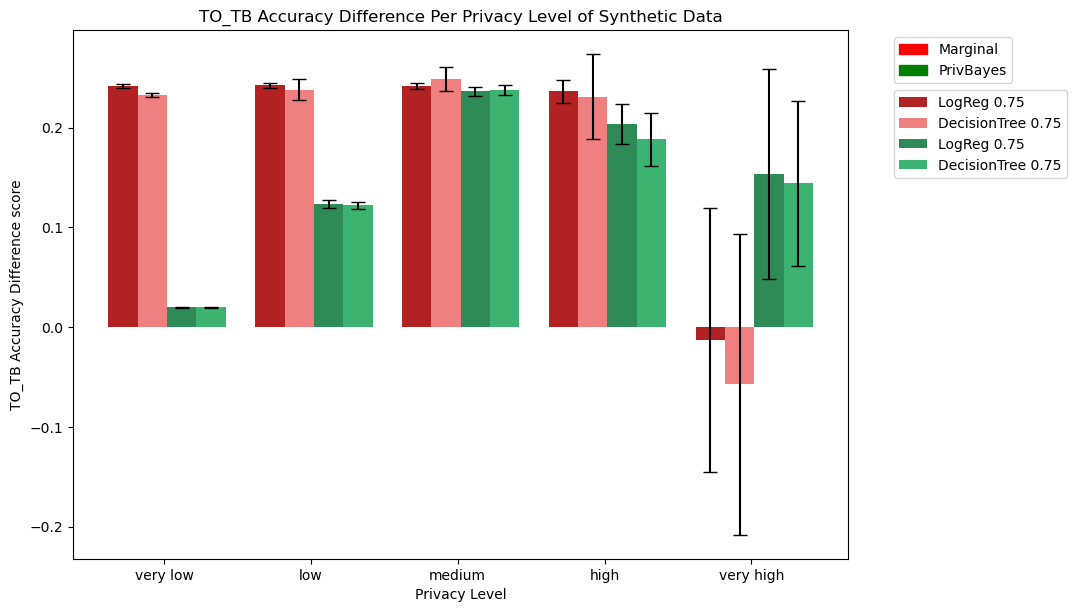 TO_TB Accuracy Difference Per Privacy Level of Synthetic Data
Marginal
PrivBayes
LogReg 0.75
DecisionTree 0.75
LogReg 0.75
DecisionTree 0.75
TO_TB Accuracy Difference score
0.2
0.1
0.0
−0.1
−0.2
very low
low
medium
high
very high
Privacy Level